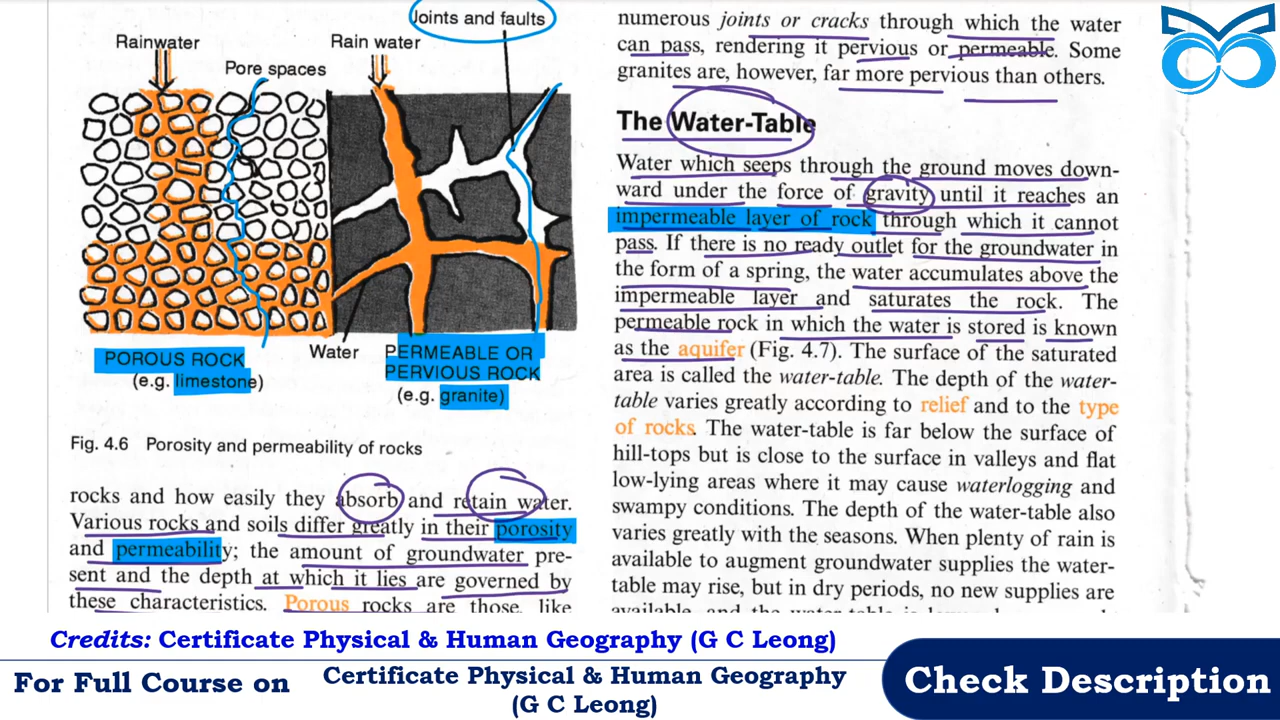 Joints and faults
Rainwater
Rain water
Pore spaces
Water
POROUS ROCK
(e.g. limestone)
PERMEABLE OR
PERVIOUS ROCK
(e.g. granite)
Fig. 4.6 Porosity and permeability of rocks
rocks and how easily they absorb and retain water.
Various rocks and soils differ greatly in their porosity
and permeability; the amount of groundwater pre-
sent and the depth at which it lies are governed by
these characteristics. Porous rocks are those, like
numerous joints or cracks through which the water
can pass, rendering it pervious or permeable. Some
granites are, however, far more pervious than others.
The Water-Table
Water which seeps through the ground moves down-
ward under the force of gravity until it reaches an
impermeable layer of rock through which it cannot
pass. If there is no ready outlet for the groundwater in
the form of a spring, the water accumulates above the
impermeable layer and saturates the rock. The
permeable rock in which the water is stored is known
as the aquifer (Fig. 4.7). The surface of the saturated
area is called the water-table. The depth of the water-
table varies greatly according to relief and to the type
of rocks. The water-table is far below the surface of
hill-tops but is close to the surface in valleys and flat
low-lying areas where it may cause waterlogging and
swampy conditions. The depth of the water-table also
varies greatly with the seasons. When plenty of rain is
available to augment groundwater supplies the water-
table may rise, but in dry periods, no new supplies are
Credits: Certificate Physical & Human Geography (G C Leong)
For Full Course on
Certificate Physical & Human Geography
(G C Leong)
Check Description